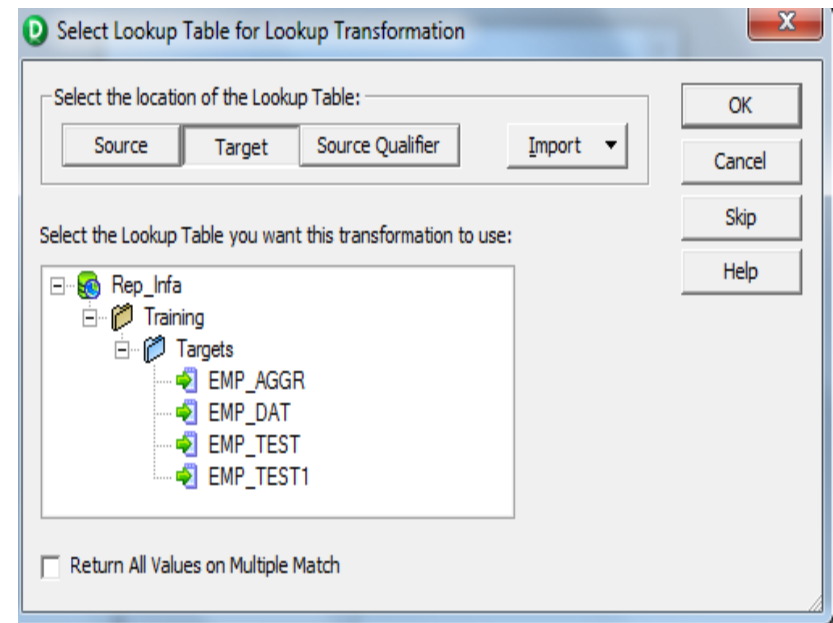 Select Lookup Table for Lookup Transformation
X
Select the location of the Lookup Table:
Source Target Source Qualifier Import
OK
Cancel
Skip
Help
Select the Lookup Table you want this transformation to use:
Rep_Infa
Training
Targets
EMP_AGGR
EMP_DAT
EMP_TEST
EMP_TEST1
Return All Values on Multiple Match